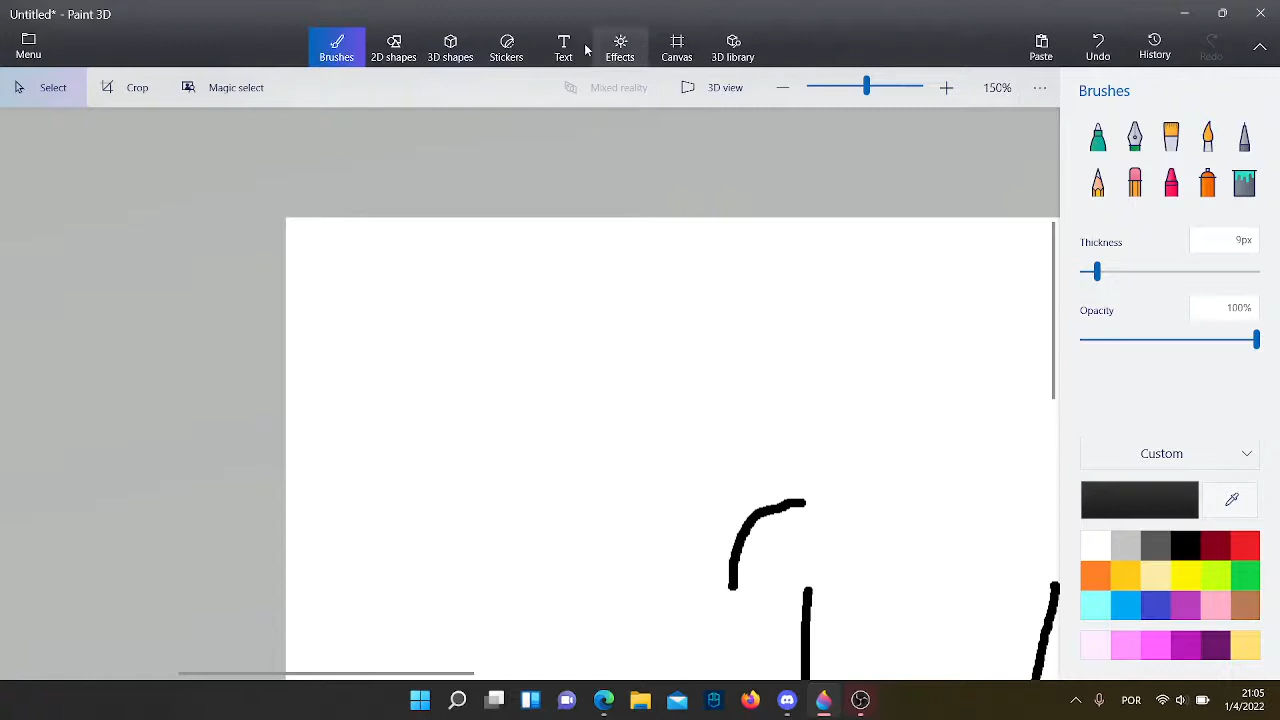 Untitled* - Paint 3D
Menu
Brushes
2D shapes
3D shapes
Stickers
Text
Effects
Canvas
3D library
Paste
Undo
History
Redo
Select
Crop
Magic select
Mixed reality
3D view
150%
Brushes
Thickness
9px
Opacity
100%
Custom
POR
21:05
1/4/2022